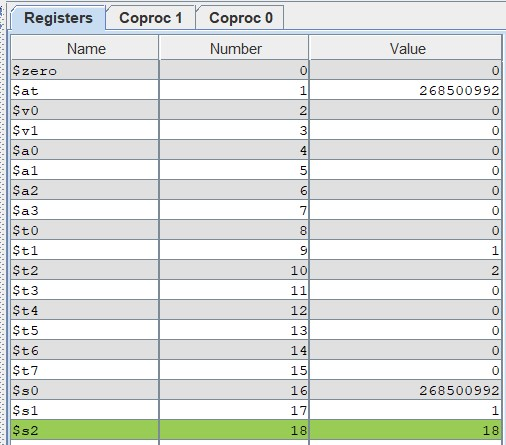 Registers Coproc 1 Coproc 0
Name Number Value
$zero 0 0
$at 1 268500992
$v0 2 0
$v1 3 0
$a0 4 0
$a1 5 0
$a2 6 0
$a3 7 0
$t0 8 0
$t1 9 1
$t2 10 2
$t3 11 0
$t4 12 0
$t5 13 0
$t6 14 0
$t7 15 0
$s0 16 268500992
$s1 17 1
$s2 18 18